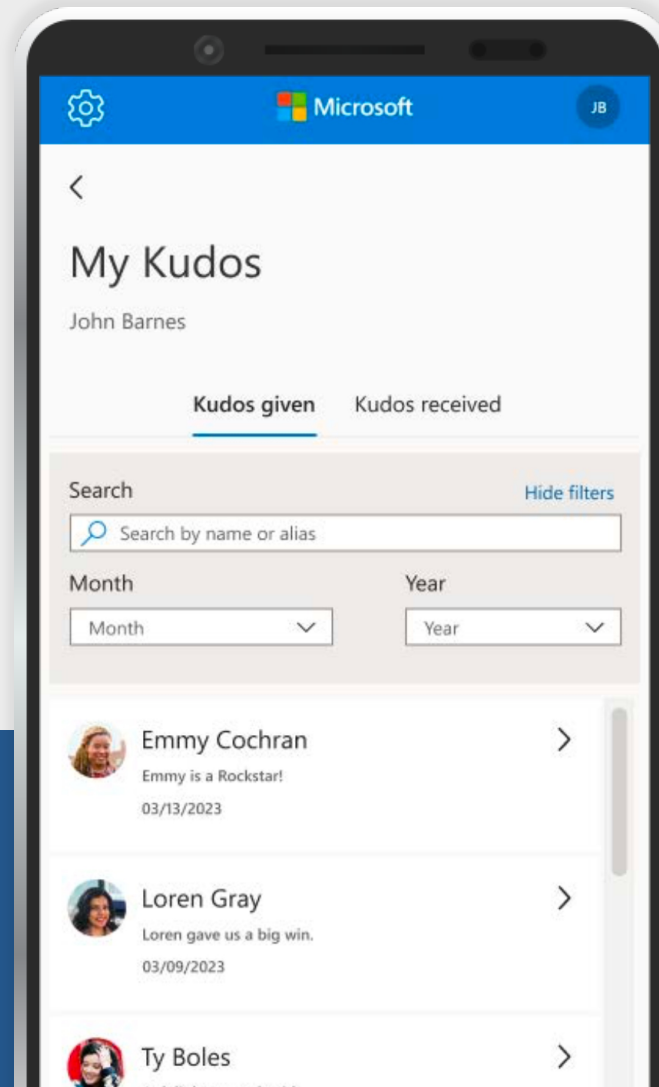 Microsoft
JB
My Kudos
John Barnes
Kudos given Kudos received
Search Hide filters
Search by name or alias
Month Year
Month Year
Emmy Cochran
Emmy is a Rockstar!
03/13/2023
Loren Gray
Loren gave us a big win.
03/09/2023
Ty Boles